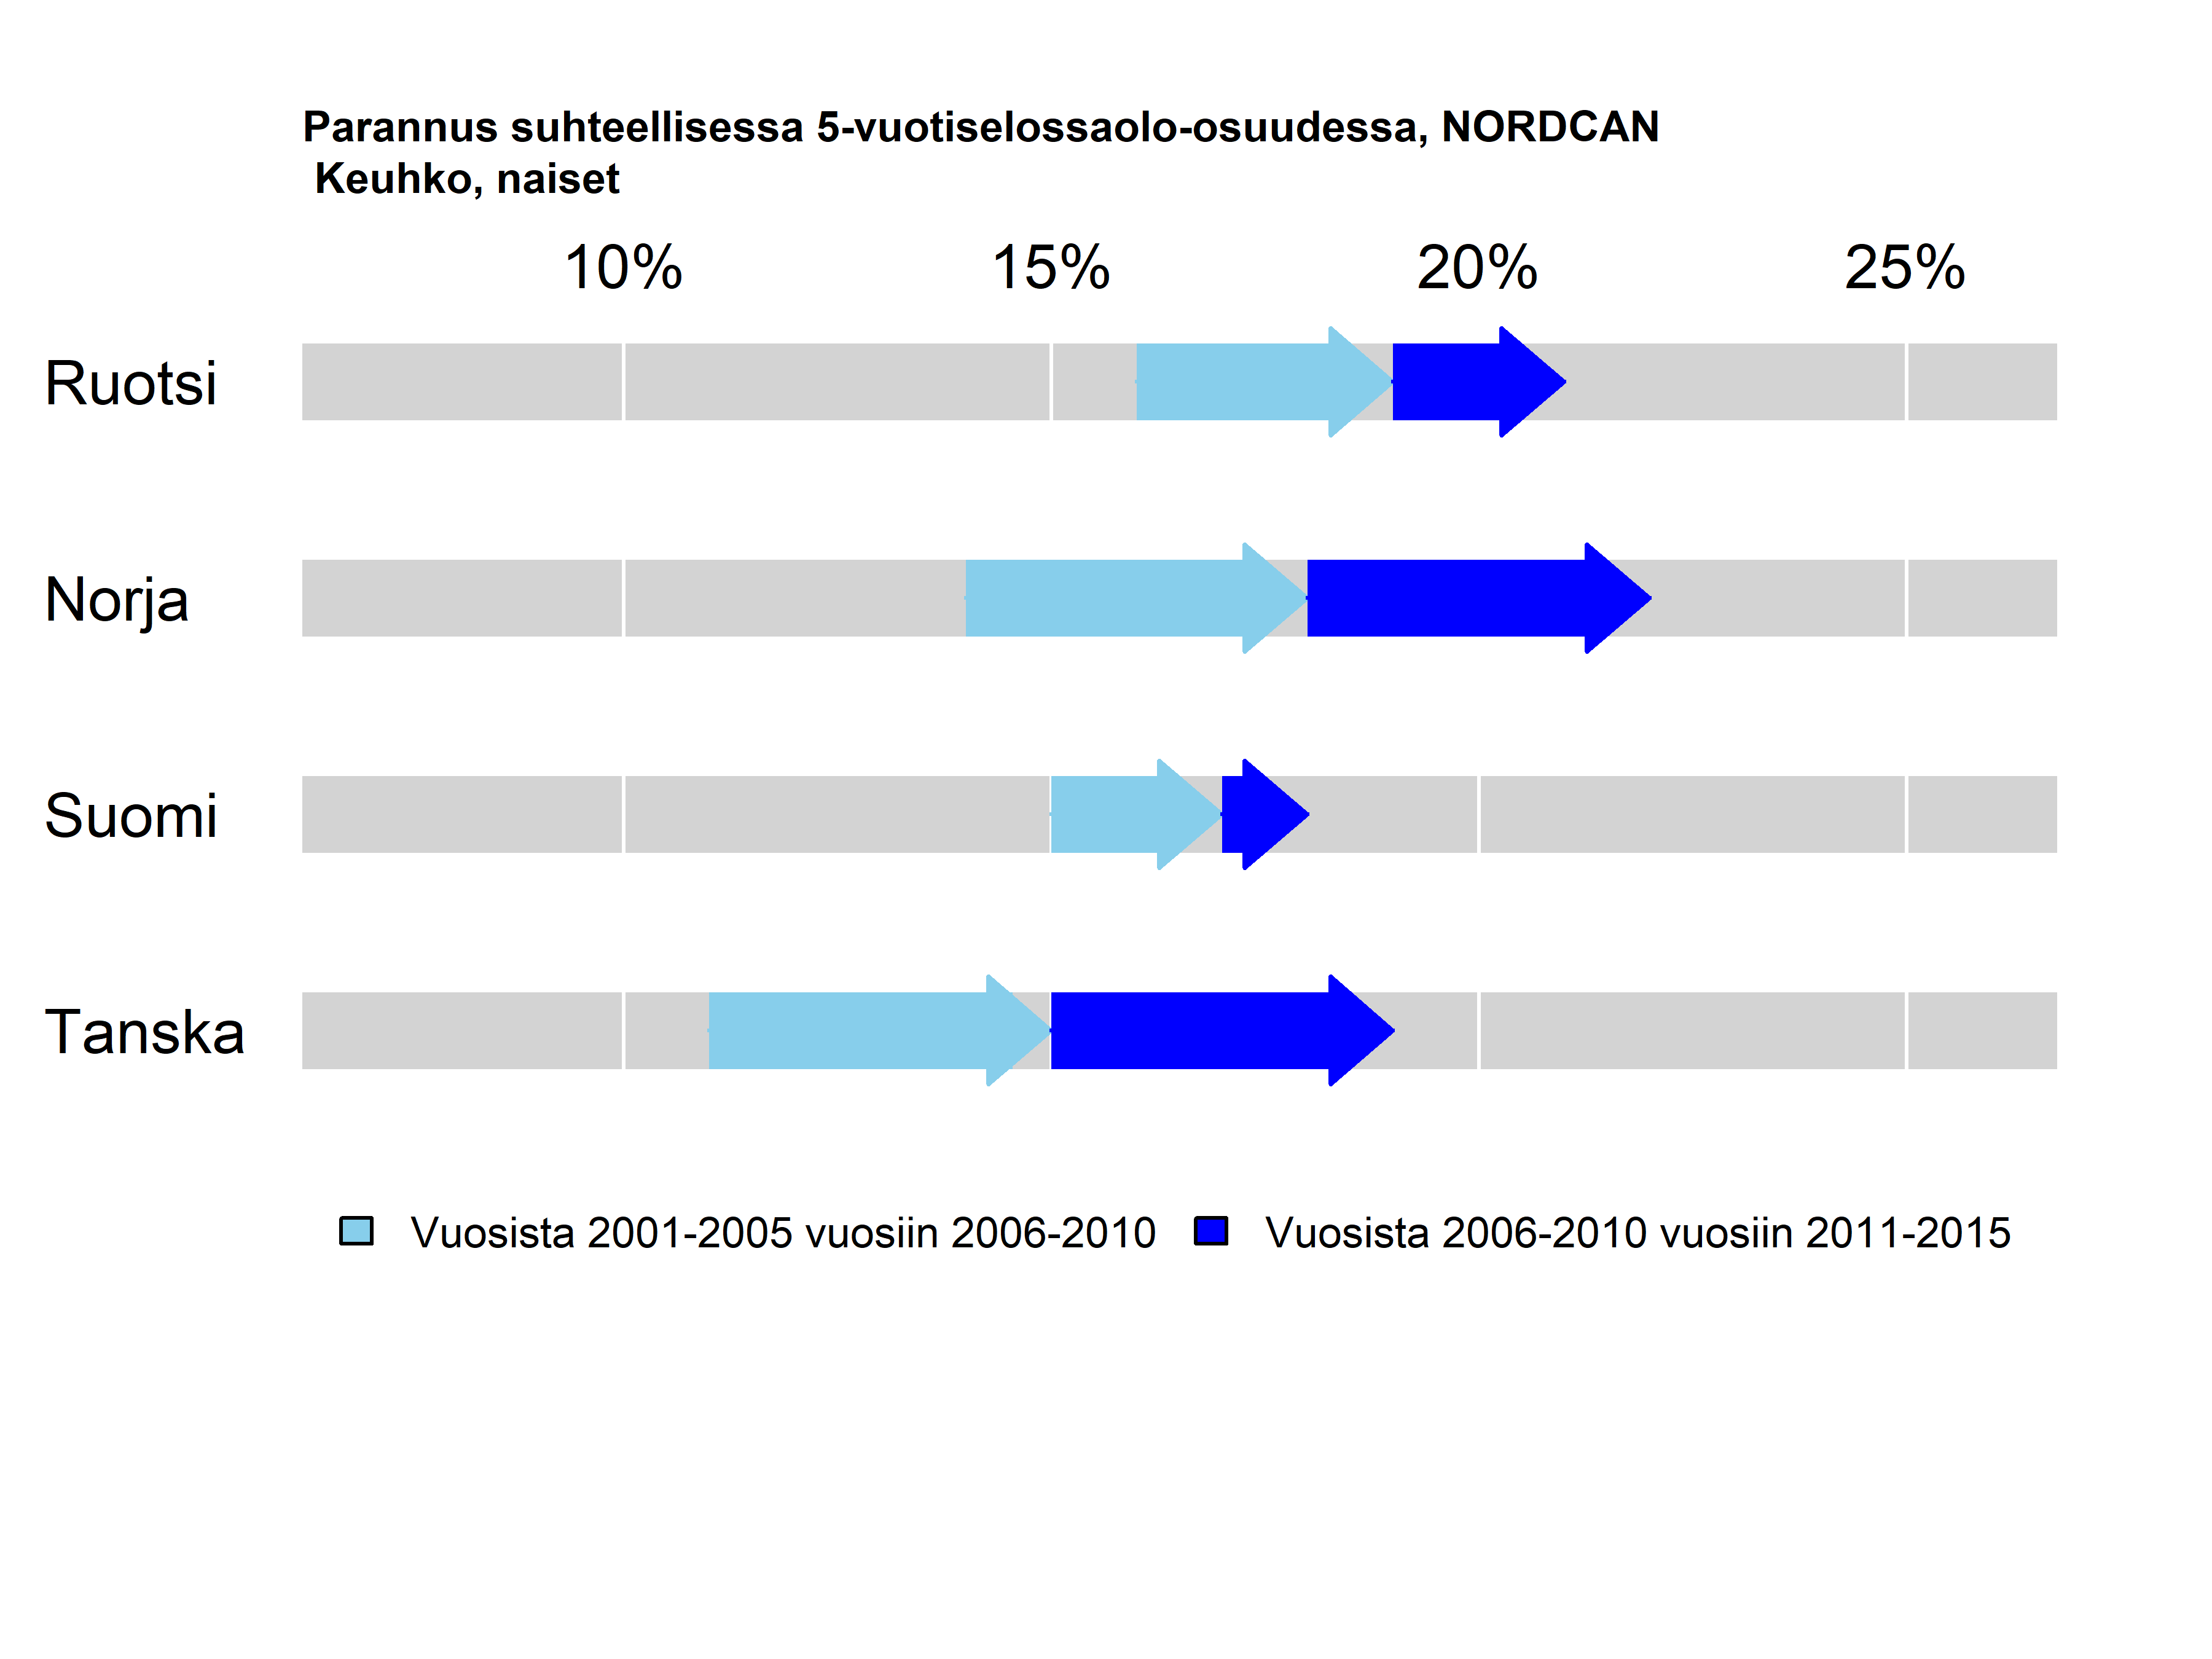 Parannus suhteellisessa 5-vuotiselossaolo-osuudessa, NORDCAN
Keuhko, naiset
10% 15% 20% 25%
Ruotsi
Norja
Suomi
Tanska
Vuosista 2001-2005 vuosiin 2006-2010 Vuosista 2006-2010 vuosiin 2011-2015